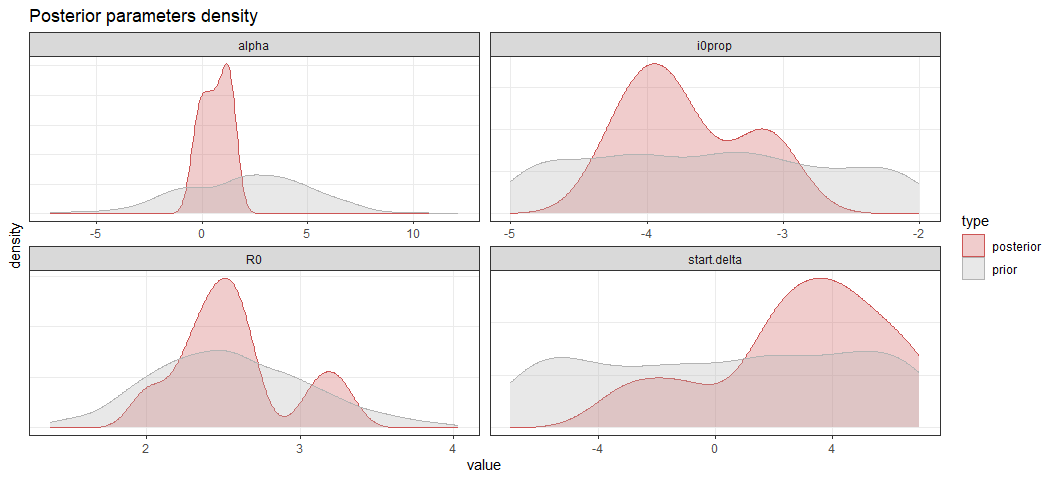 Posterior parameters density
alpha
i0prop
-5 0 5 10
-5 -4 -3 -2
R0
start.delta
2 3 4
-4 0 4
density
value
type
posterior
prior